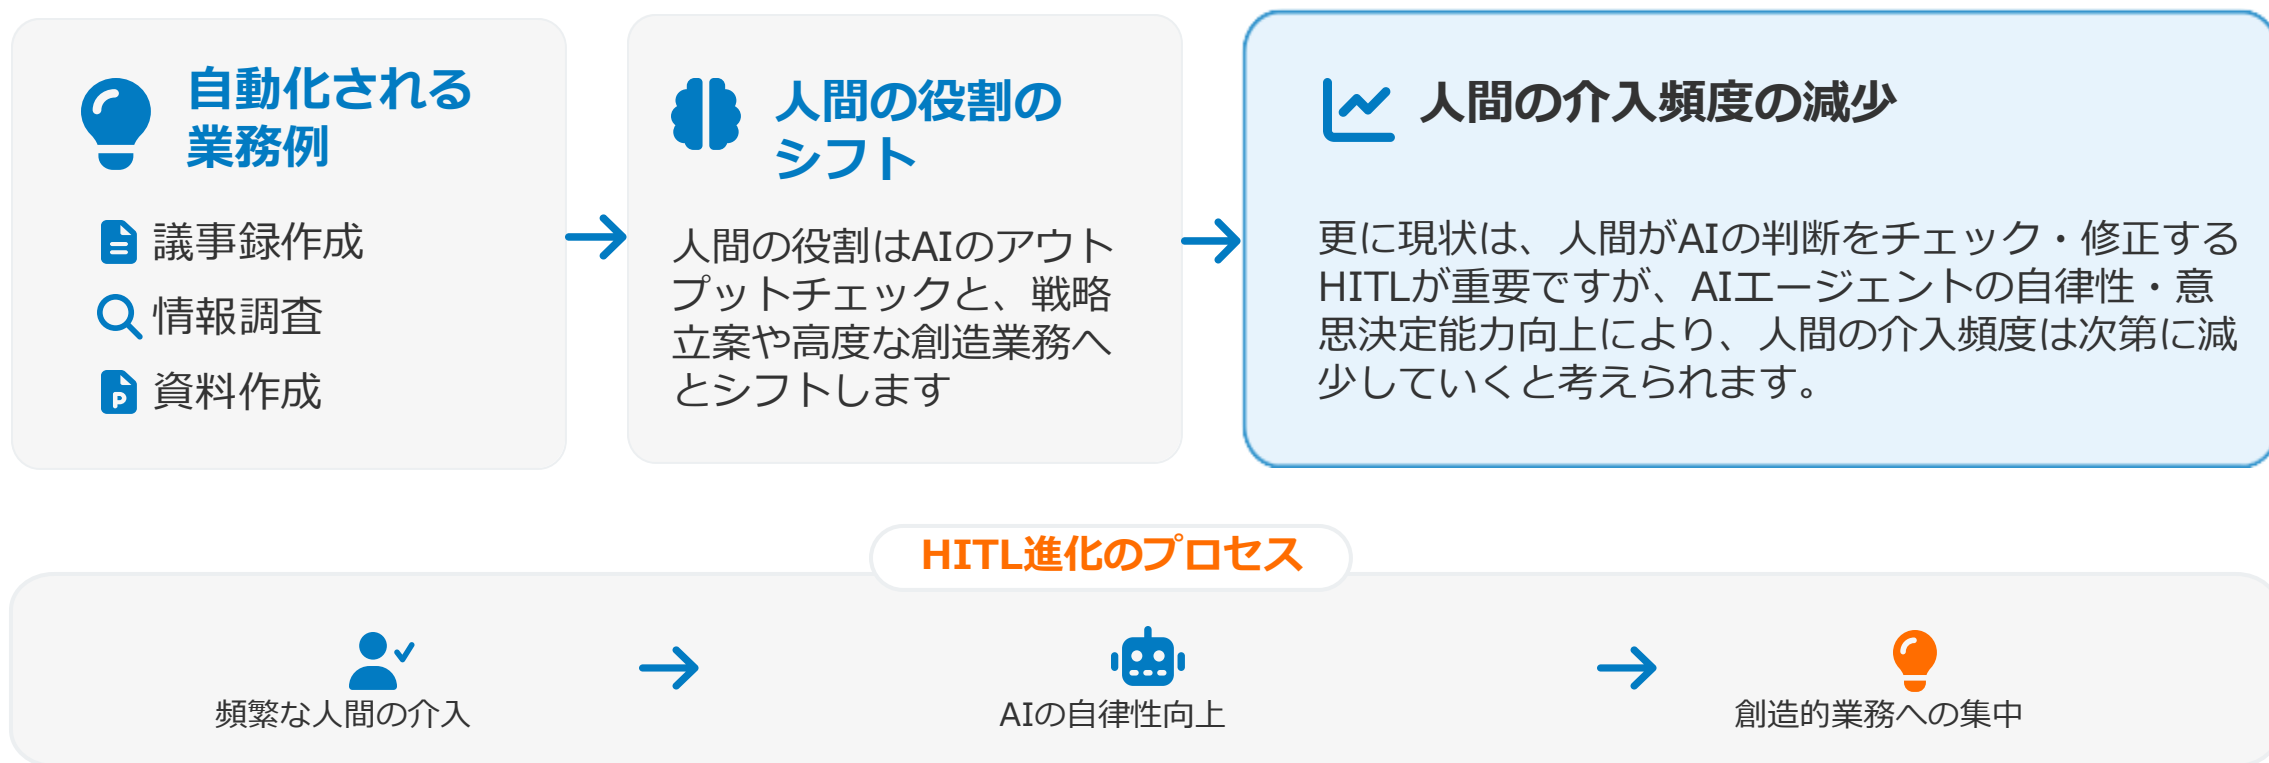 自動化される
業務例
議事録作成
情報調査
資料作成
人間の役割の
シフト
人間の役割はAIのアウト
プットチェックと、戦略
立案や高度な創造業務へ
とシフトします
人間の介入頻度の減少
更に現状は、人間がAIの判断をチェック・修正する
HITLが重要ですが、AIエージェントの自律性・意
思決定能力向上により、人間の介入頻度は次第に減
少していくと考えられます。
HITL進化のプロセス
頻繁な人間の介入
AIの自律性向上
創造的業務への集中